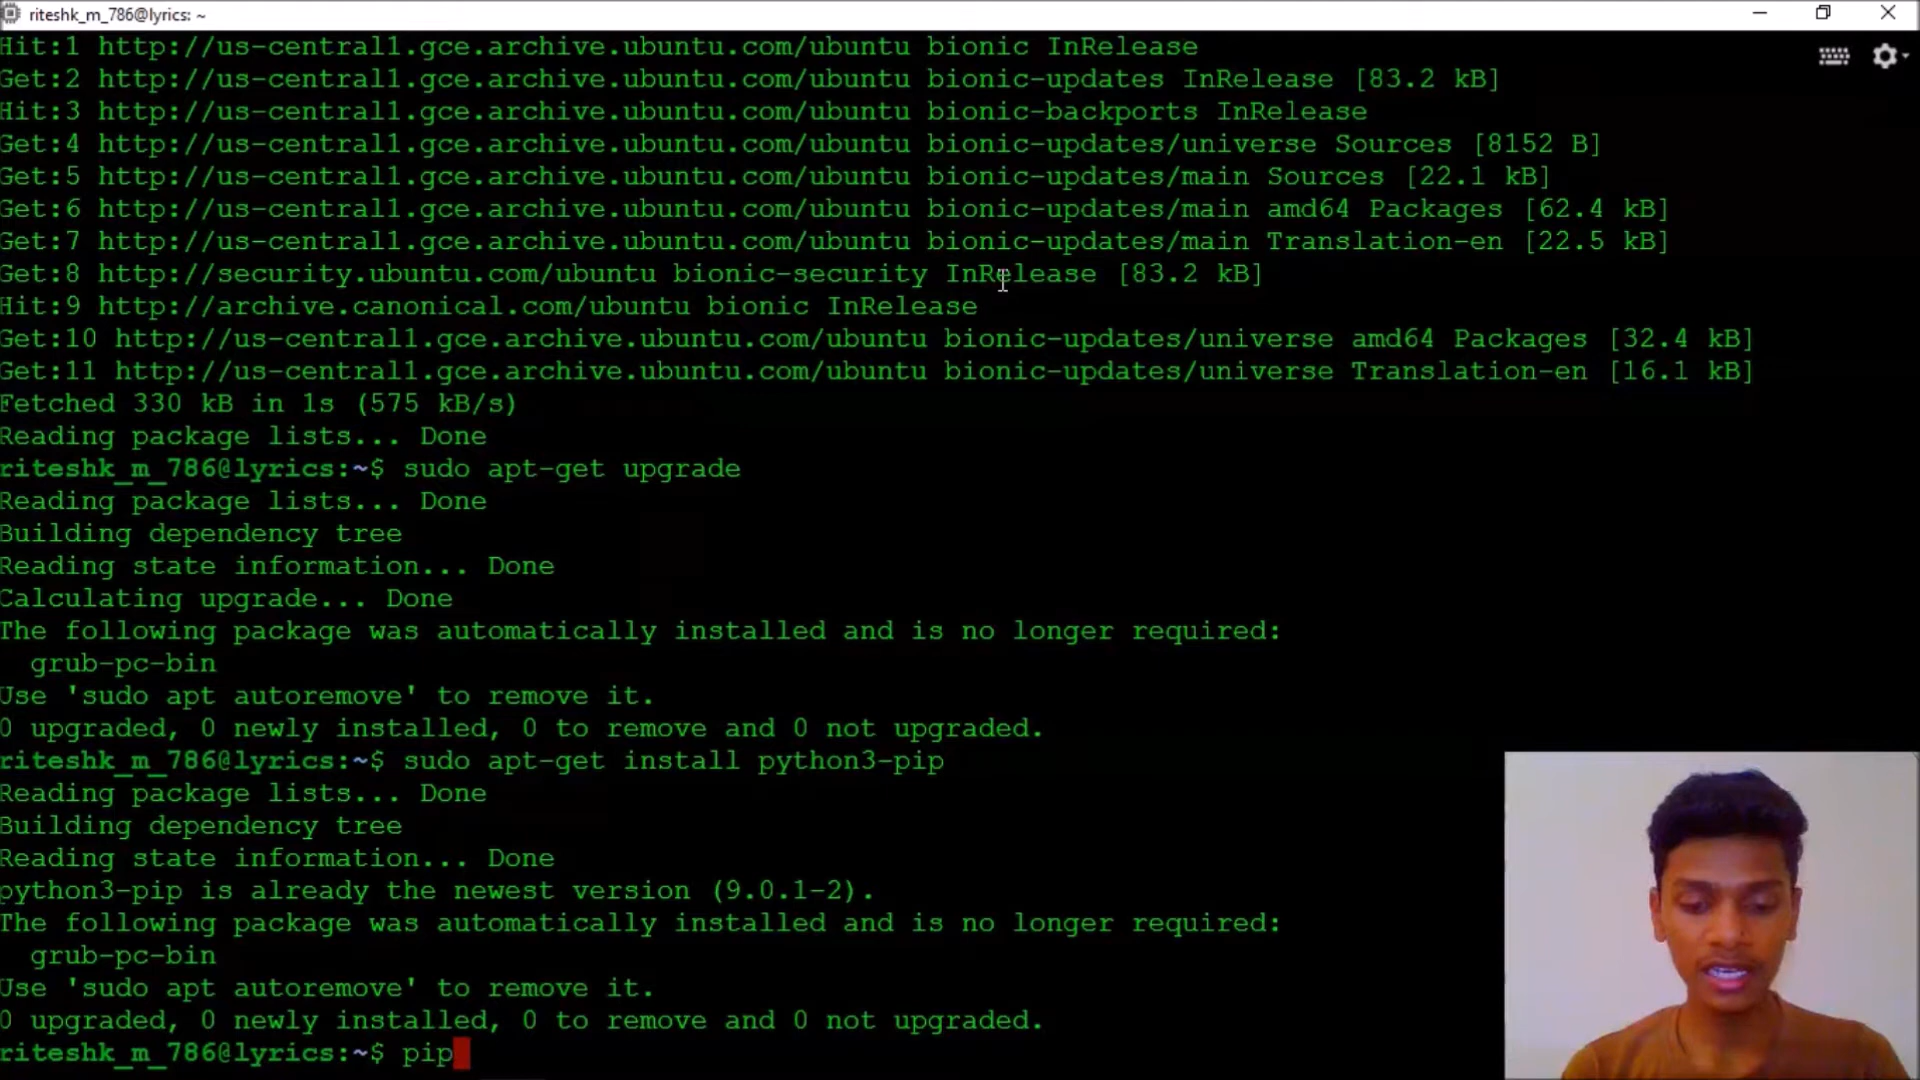 riteshk_m_786@lyrics: ~
Hit:1 http://us-central1.gce.archive.ubuntu.com/ubuntu bionic InRelease
Get:2 http://us-central1.gce.archive.ubuntu.com/ubuntu bionic-updates InRelease [83.2 kB]
Hit:3 http://us-central1.gce.archive.ubuntu.com/ubuntu bionic-backports InRelease
Get:4 http://us-central1.gce.archive.ubuntu.com/ubuntu bionic-updates/universe Sources [8152 B]
Get:5 http://us-central1.gce.archive.ubuntu.com/ubuntu bionic-updates/main Sources [22.1 kB]
Get:6 http://us-central1.gce.archive.ubuntu.com/ubuntu bionic-updates/main amd64 Packages [62.4 kB]
Get:7 http://us-central1.gce.archive.ubuntu.com/ubuntu bionic-updates/main Translation-en [22.5 kB]
Get:8 http://security.ubuntu.com/ubuntu bionic-security InRelease [83.2 kB]
Hit:9 http://archive.canonical.com/ubuntu bionic InRelease
Get:10 http://us-central1.gce.archive.ubuntu.com/ubuntu bionic-updates/universe amd64 Packages [32.4 kB]
Get:11 http://us-central1.gce.archive.ubuntu.com/ubuntu bionic-updates/universe Translation-en [16.1 kB]
Fetched 330 kB in 1s (575 kB/s)
Reading package lists... Done
riteshk_m_786@lyrics:~$ sudo apt-get upgrade
Reading package lists... Done
Building dependency tree
Reading state information... Done
Calculating upgrade... Done
The following package was automatically installed and is no longer required:
  grub-pc-bin
Use 'sudo apt autoremove' to remove it.
0 upgraded, 0 newly installed, 0 to remove and 0 not upgraded.
riteshk_m_786@lyrics:~$ sudo apt-get install python3-pip
Reading package lists... Done
Building dependency tree
Reading state information... Done
python3-pip is already the newest version (9.0.1-2).
The following package was automatically installed and is no longer required:
  grub-pc-bin
Use 'sudo apt autoremove' to remove it.
0 upgraded, 0 newly installed, 0 to remove and 0 not upgraded.
riteshk_m_786@lyrics:~$ pip